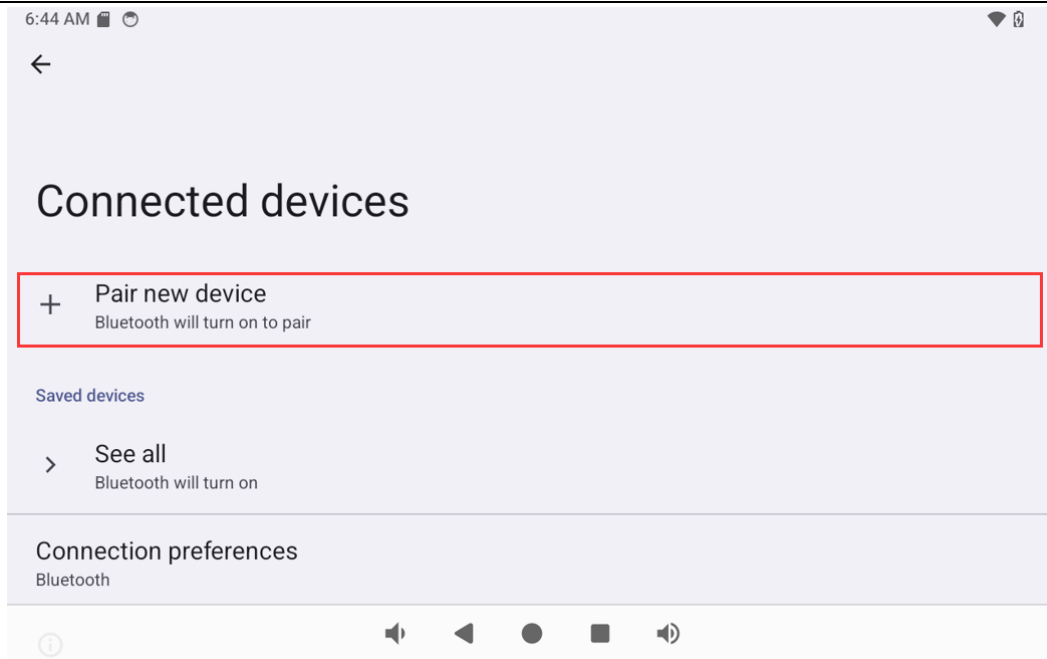 6:44 AM
Connected devices
Pair new device
Bluetooth will turn on to pair
Saved devices
See all
Bluetooth will turn on
Connection preferences
Bluetooth